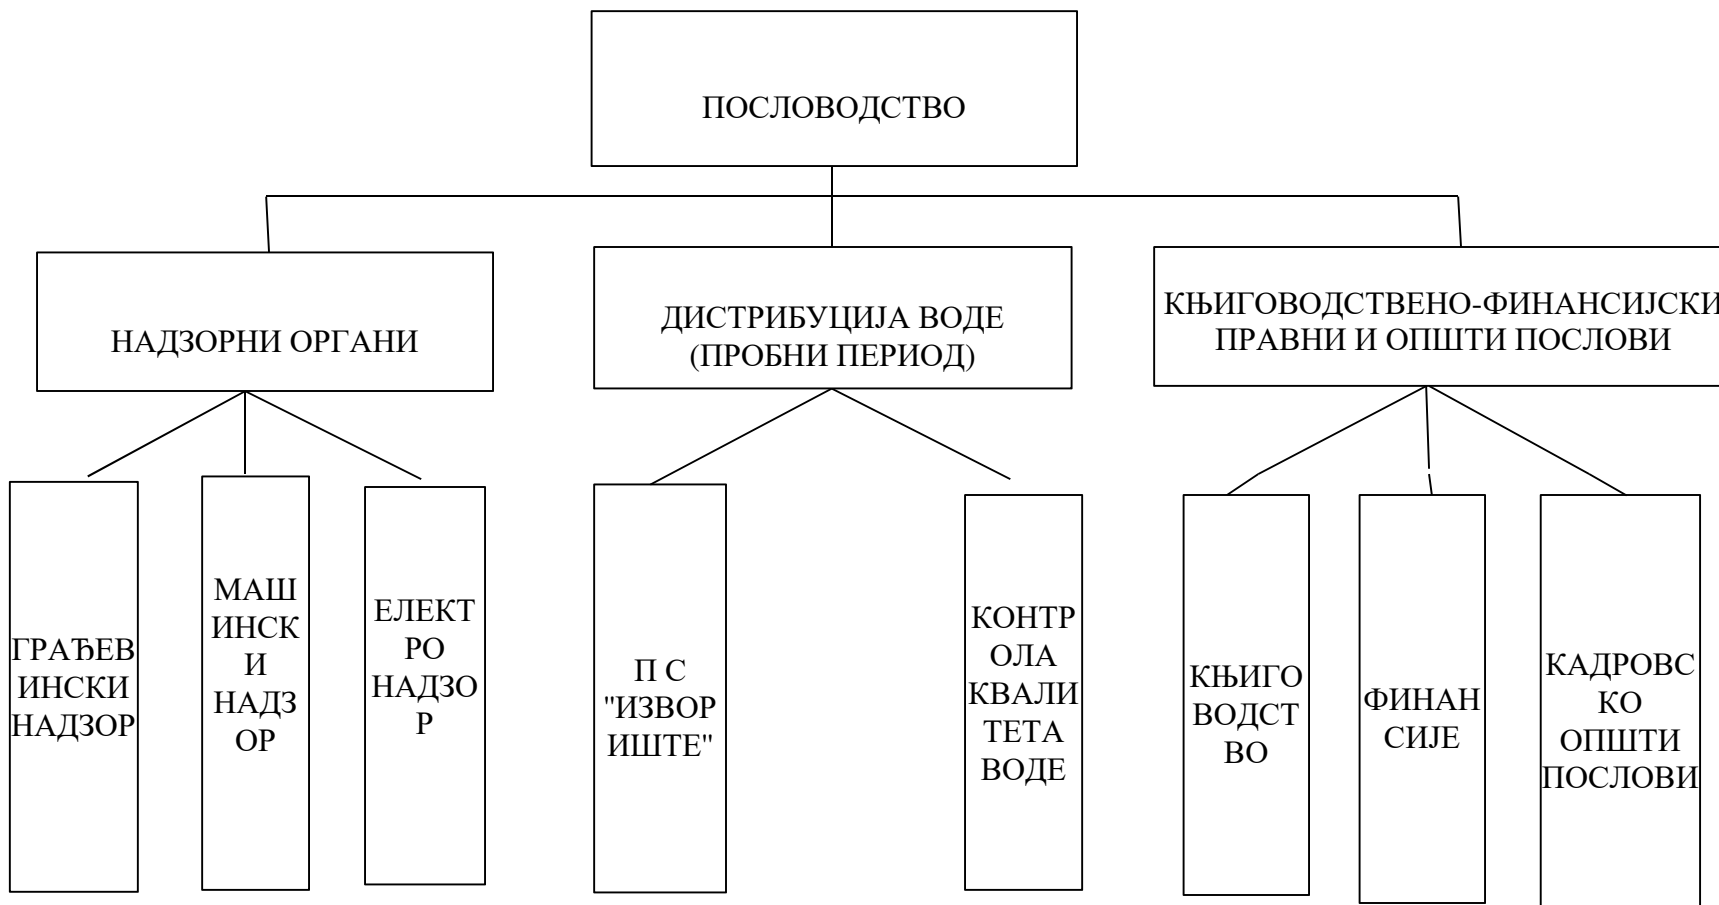 ПОСЛОВОДСТВО
НАДЗОРНИ ОРГАНИ
ДИСТРИБУЦИЈА ВОДЕ
(ПРОБНИ ПЕРИОД)
КЊИГОВОДСТВЕНО-ФИНАНСИЈСКИ
ПРАВНИ И ОПШТИ ПОСЛОВИ
ГРАЂЕВ
ИНСКИ
НАДЗОР
МАШ
ИНСК
И
НАДЗ
ОР
ЕЛЕКТ
РО
НАДЗО
Р
П С
"ИЗВОР
ИШТЕ"
КОНТР
ОЛА
КВАЛИ
ТЕТА
ВОДЕ
КЊИГО
ВОДСТ
ВО
ФИНАН
СИЈЕ
КАДРОВС
КО
ОПШТИ
ПОСЛОВИ